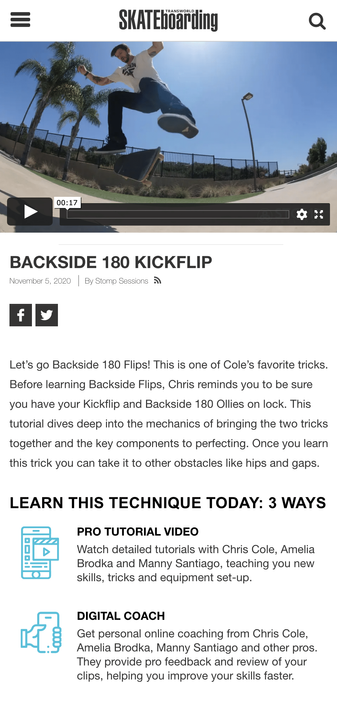 TRANSWORLD
SKATEboarding
00:17
BACKSIDE 180 KICKFLIP
November 5, 2020 | By Stomp Sessions
Let's go Backside 180 Flips! This is one of Cole's favorite tricks.
Before learning Backside Flips, Chris reminds you to be sure
you have your Kickflip and Backside 180 Ollies on lock. This
tutorial dives deep into the mechanics of bringing the two tricks
together and the key components to perfecting. Once you learn
this trick you can take it to other obstacles like hips and gaps.
LEARN THIS TECHNIQUE TODAY: 3 WAYS
PRO TUTORIAL VIDEO
Watch detailed tutorials with Chris Cole, Amelia
Brodka and Manny Santiago, teaching you new
skills, tricks and equipment set-up.
DIGITAL COACH
Get personal online coaching from Chris Cole,
Amelia Brodka, Manny Santiago and other pros.
They provide pro feedback and review of your
clips, helping you improve your skills faster.